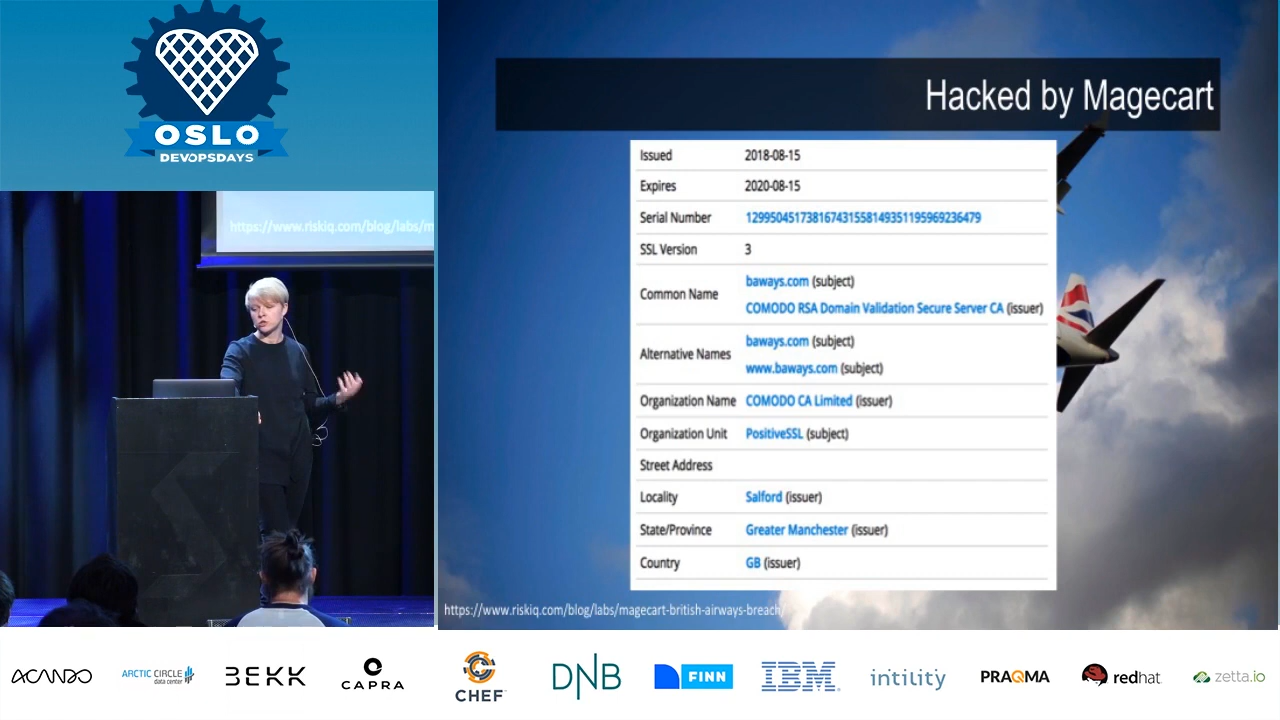 OSLO
DEVOPSDAYS
https://www.riskiq.com/blog/labs/m
Hacked by Magecart
Issued 2018-08-15
Expires 2020-08-15
Serial Number 129950451738167431558149351195969236479
SSL Version 3
Common Name baways.com (subject)
COMODO RSA Domain Validation Secure Server CA (issuer)
Alternative Names baways.com (subject)
www.baways.com (subject)
Organization Name COMODO CA Limited (issuer)
Organization Unit PositiveSSL (subject)
Street Address
Locality Salford (issuer)
State/Province Greater Manchester (issuer)
Country GB (issuer)
https://www.riskiq.com/blog/labs/magecart-british-airways-breach/
ACANDO
ARCTIC CIRCLE
data center
BEKK
CAPRA
CHEF
DNB
FINN
IBM
intility
PRAQMA
redhat
zetta.io